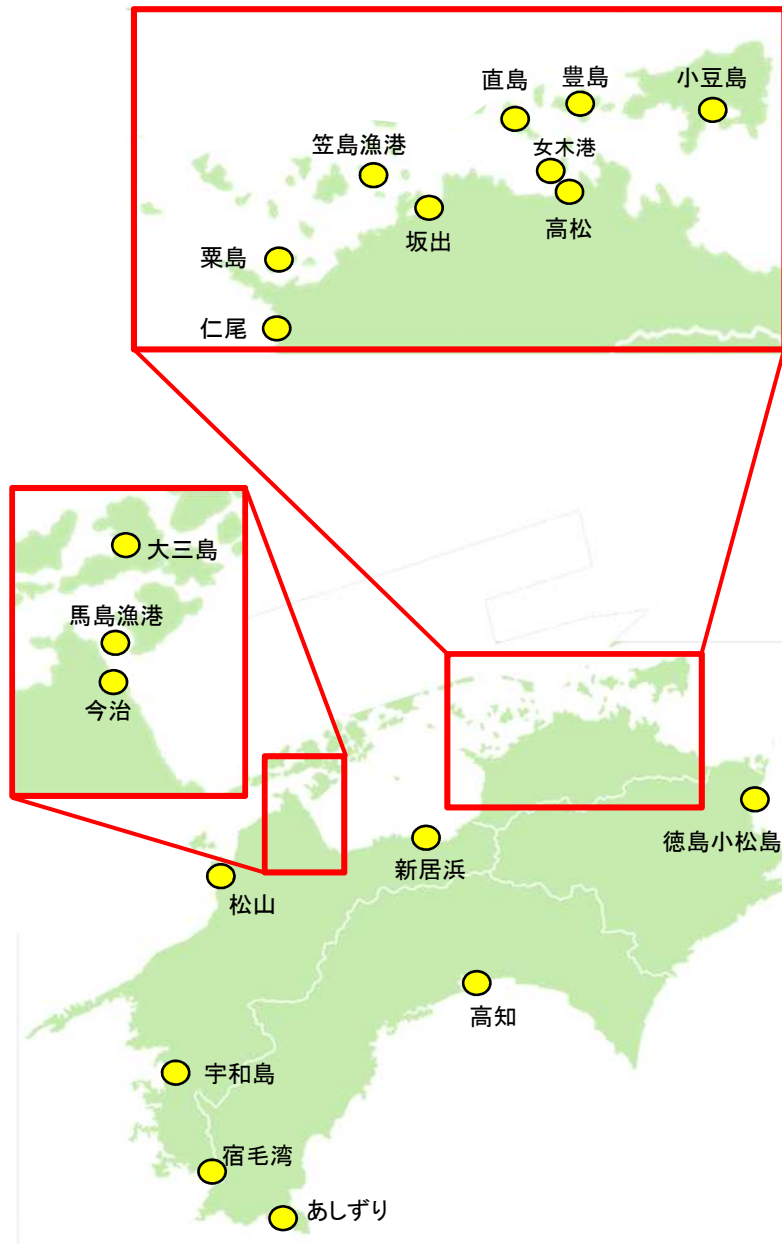 直島
豊島
小豆島
笠島漁港
女木港
坂出
高松
粟島
仁尾
大三島
馬島漁港
今治
徳島小松島
新居浜
松山
高知
宇和島
宿毛湾
あしずり